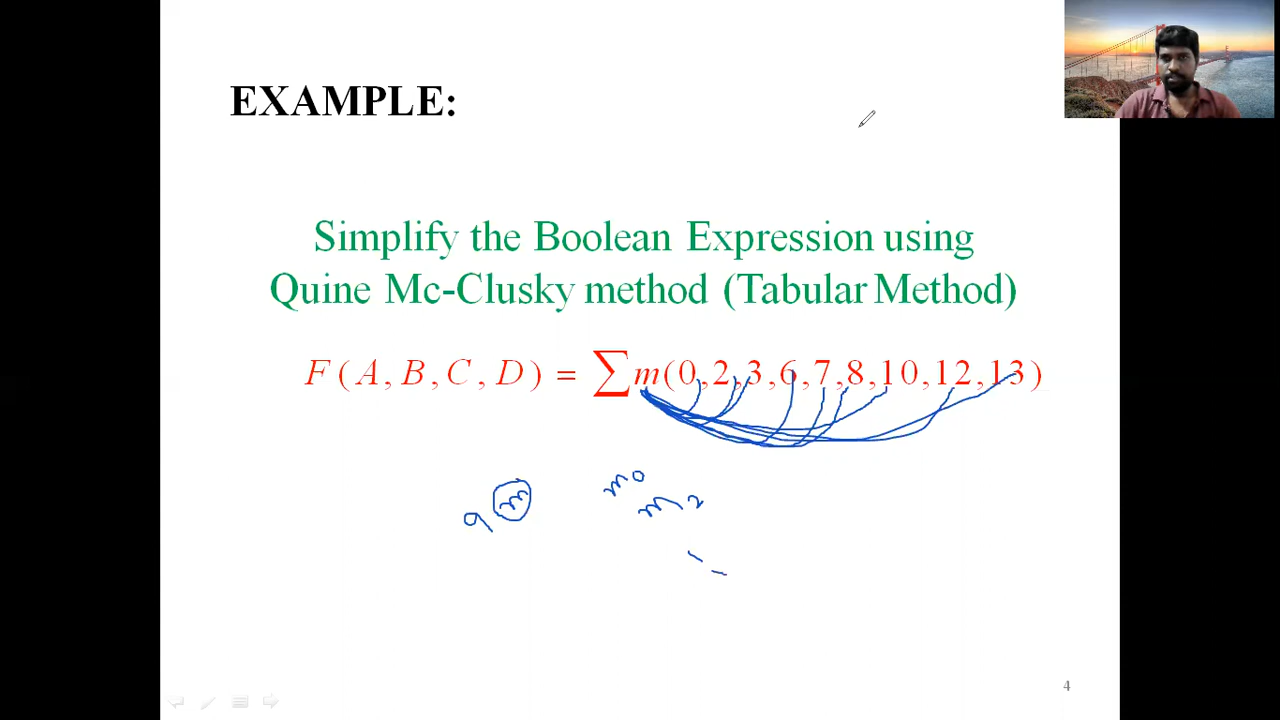 EXAMPLE:
Simplify the Boolean Expression using
Quine Mc-Clusky method (Tabular Method)
F ( A , B , C , D ) = ∑ m ( 0 , 2 , 3 , 6 , 7 , 8 , 10 , 12 , 13 )
9 m m0
m2
4